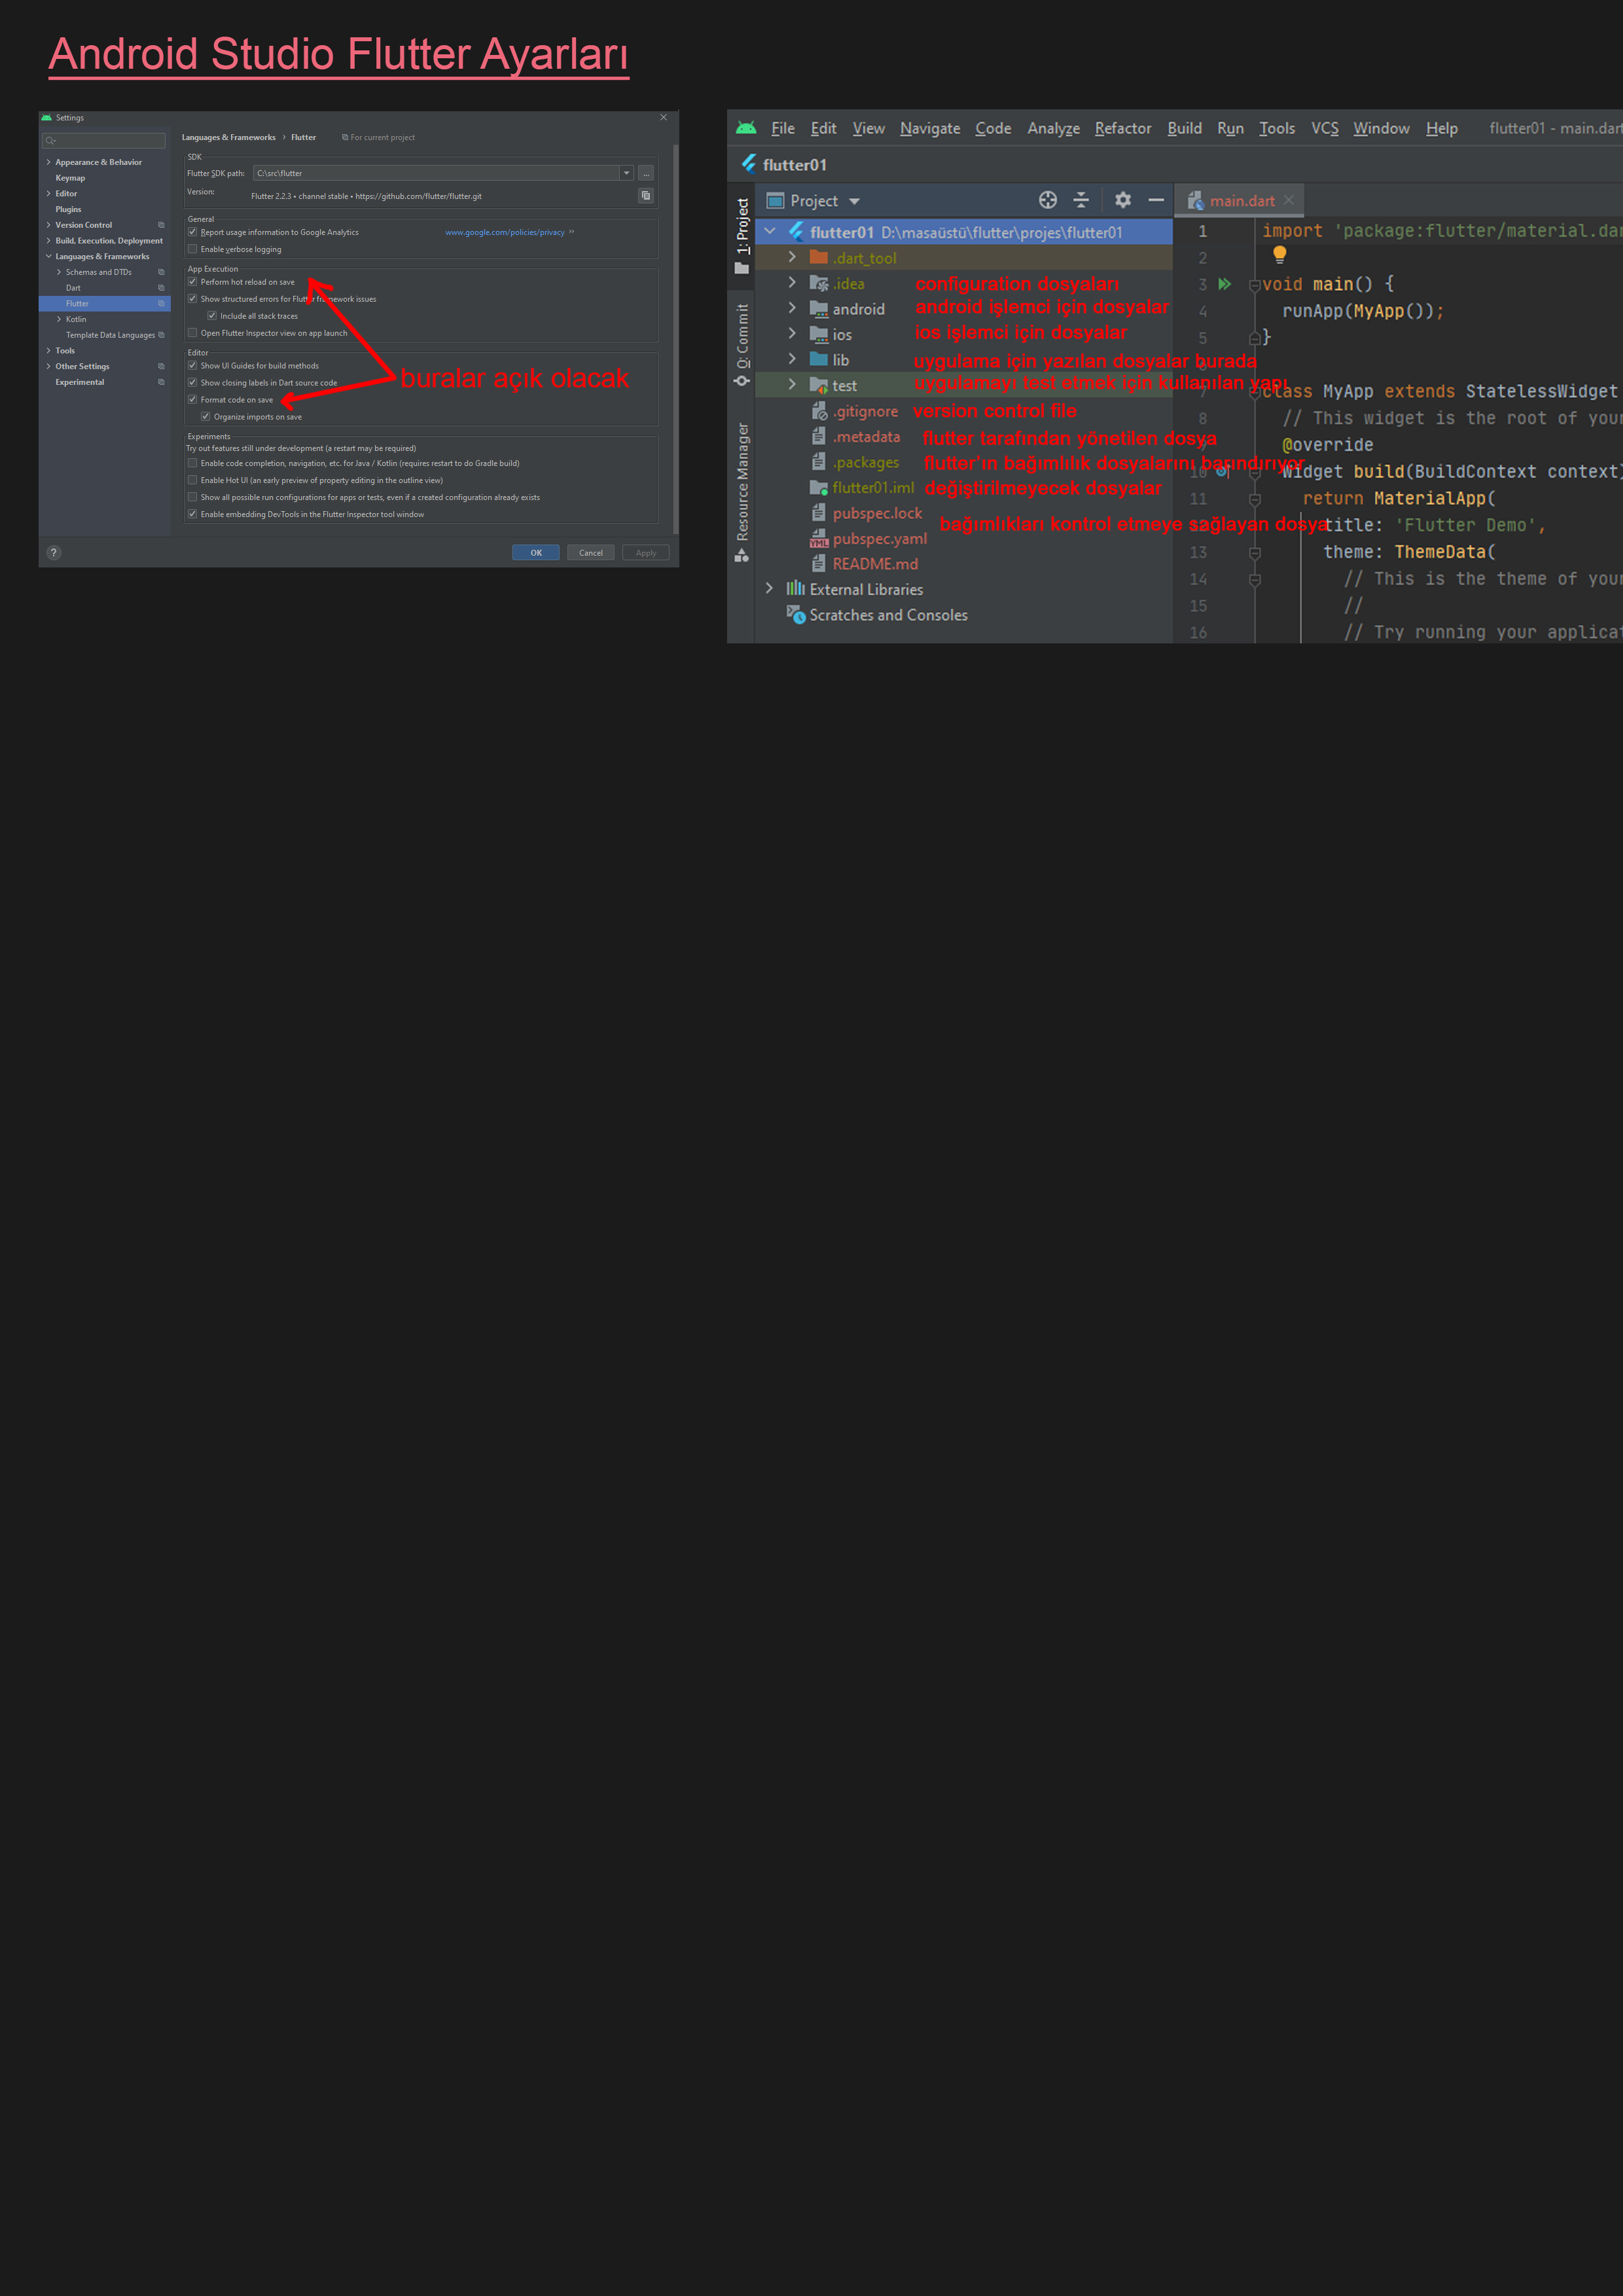 Android Studio Flutter Ayarları
Settings
Languages & Frameworks › Flutter For current project
Appearance & Behavior
Keymap
Editor
Plugins
Version Control
Build, Execution, Deployment
Languages & Frameworks
Schemas and DTDs
Dart
Flutter
Kotlin
Template Data Languages
Tools
Other Settings
Experimental
SDK
Flutter SDK path: C:\src\flutter
Version: Flutter 2.2.3 • channel stable • https://github.com/flutter/flutter.git
General
Report usage information to Google Analytics www.google.com/policies/privacy
Enable verbose logging
App Execution
Perform hot reload on save
Show structured errors for Flutter framework issues
Include all stack traces
Open Flutter Inspector view on app launch
Editor
Show UI Guides for build methods
Show closing labels in Dart source code
Format code on save
Organize imports on save
buralar açık olacak
Experiments
Try out features still under development (a restart may be required)
Enable code completion, navigation, etc. for Java / Kotlin (requires restart to do Gradle build)
Enable Hot UI (an early preview of property editing in the outline view)
Show all possible run configurations for apps or tests, even if a created configuration already exists
Enable embedding DevTools in the Flutter Inspector tool window
? OK Cancel Apply
File Edit View Navigate Code Analyze Refactor Build Run Tools VCS Window Help flutter01 - main.dart
flutter01
1: Project
0: Commit
Resource Manager
Project
flutter01 D:\masaüstü\flutter\projes\flutter01
.dart_tool
.idea configuration dosyaları
android android işlemci için dosyalar
ios ios işlemci için dosyalar
lib uygulama için yazılan dosyalar burada
test uygulamayı test etmek için kullanılan yapı
.gitignore version control file
.metadata flutter tarafından yönetilen dosya
.packages flutter'ın bağımlılık dosyalarını barındırıyor
flutter01.iml değiştirilmeyecek dosyalar
pubspec.lock
bağımlıkları kontrol etmeye sağlayan dosya
pubspec.yaml
README.md
External Libraries
Scratches and Consoles
main.dart
1 import 'package:flutter/material.dar
2
3 void main() {
4 runApp(MyApp());
5 }
6
7 class MyApp extends StatelessWidget
8 // This widget is the root of your
9 @override
10 Widget build(BuildContext context)
11 return MaterialApp(
12 title: 'Flutter Demo',
13 theme: ThemeData(
14 // This is the theme of your
15 //
16 // Try running your applicat